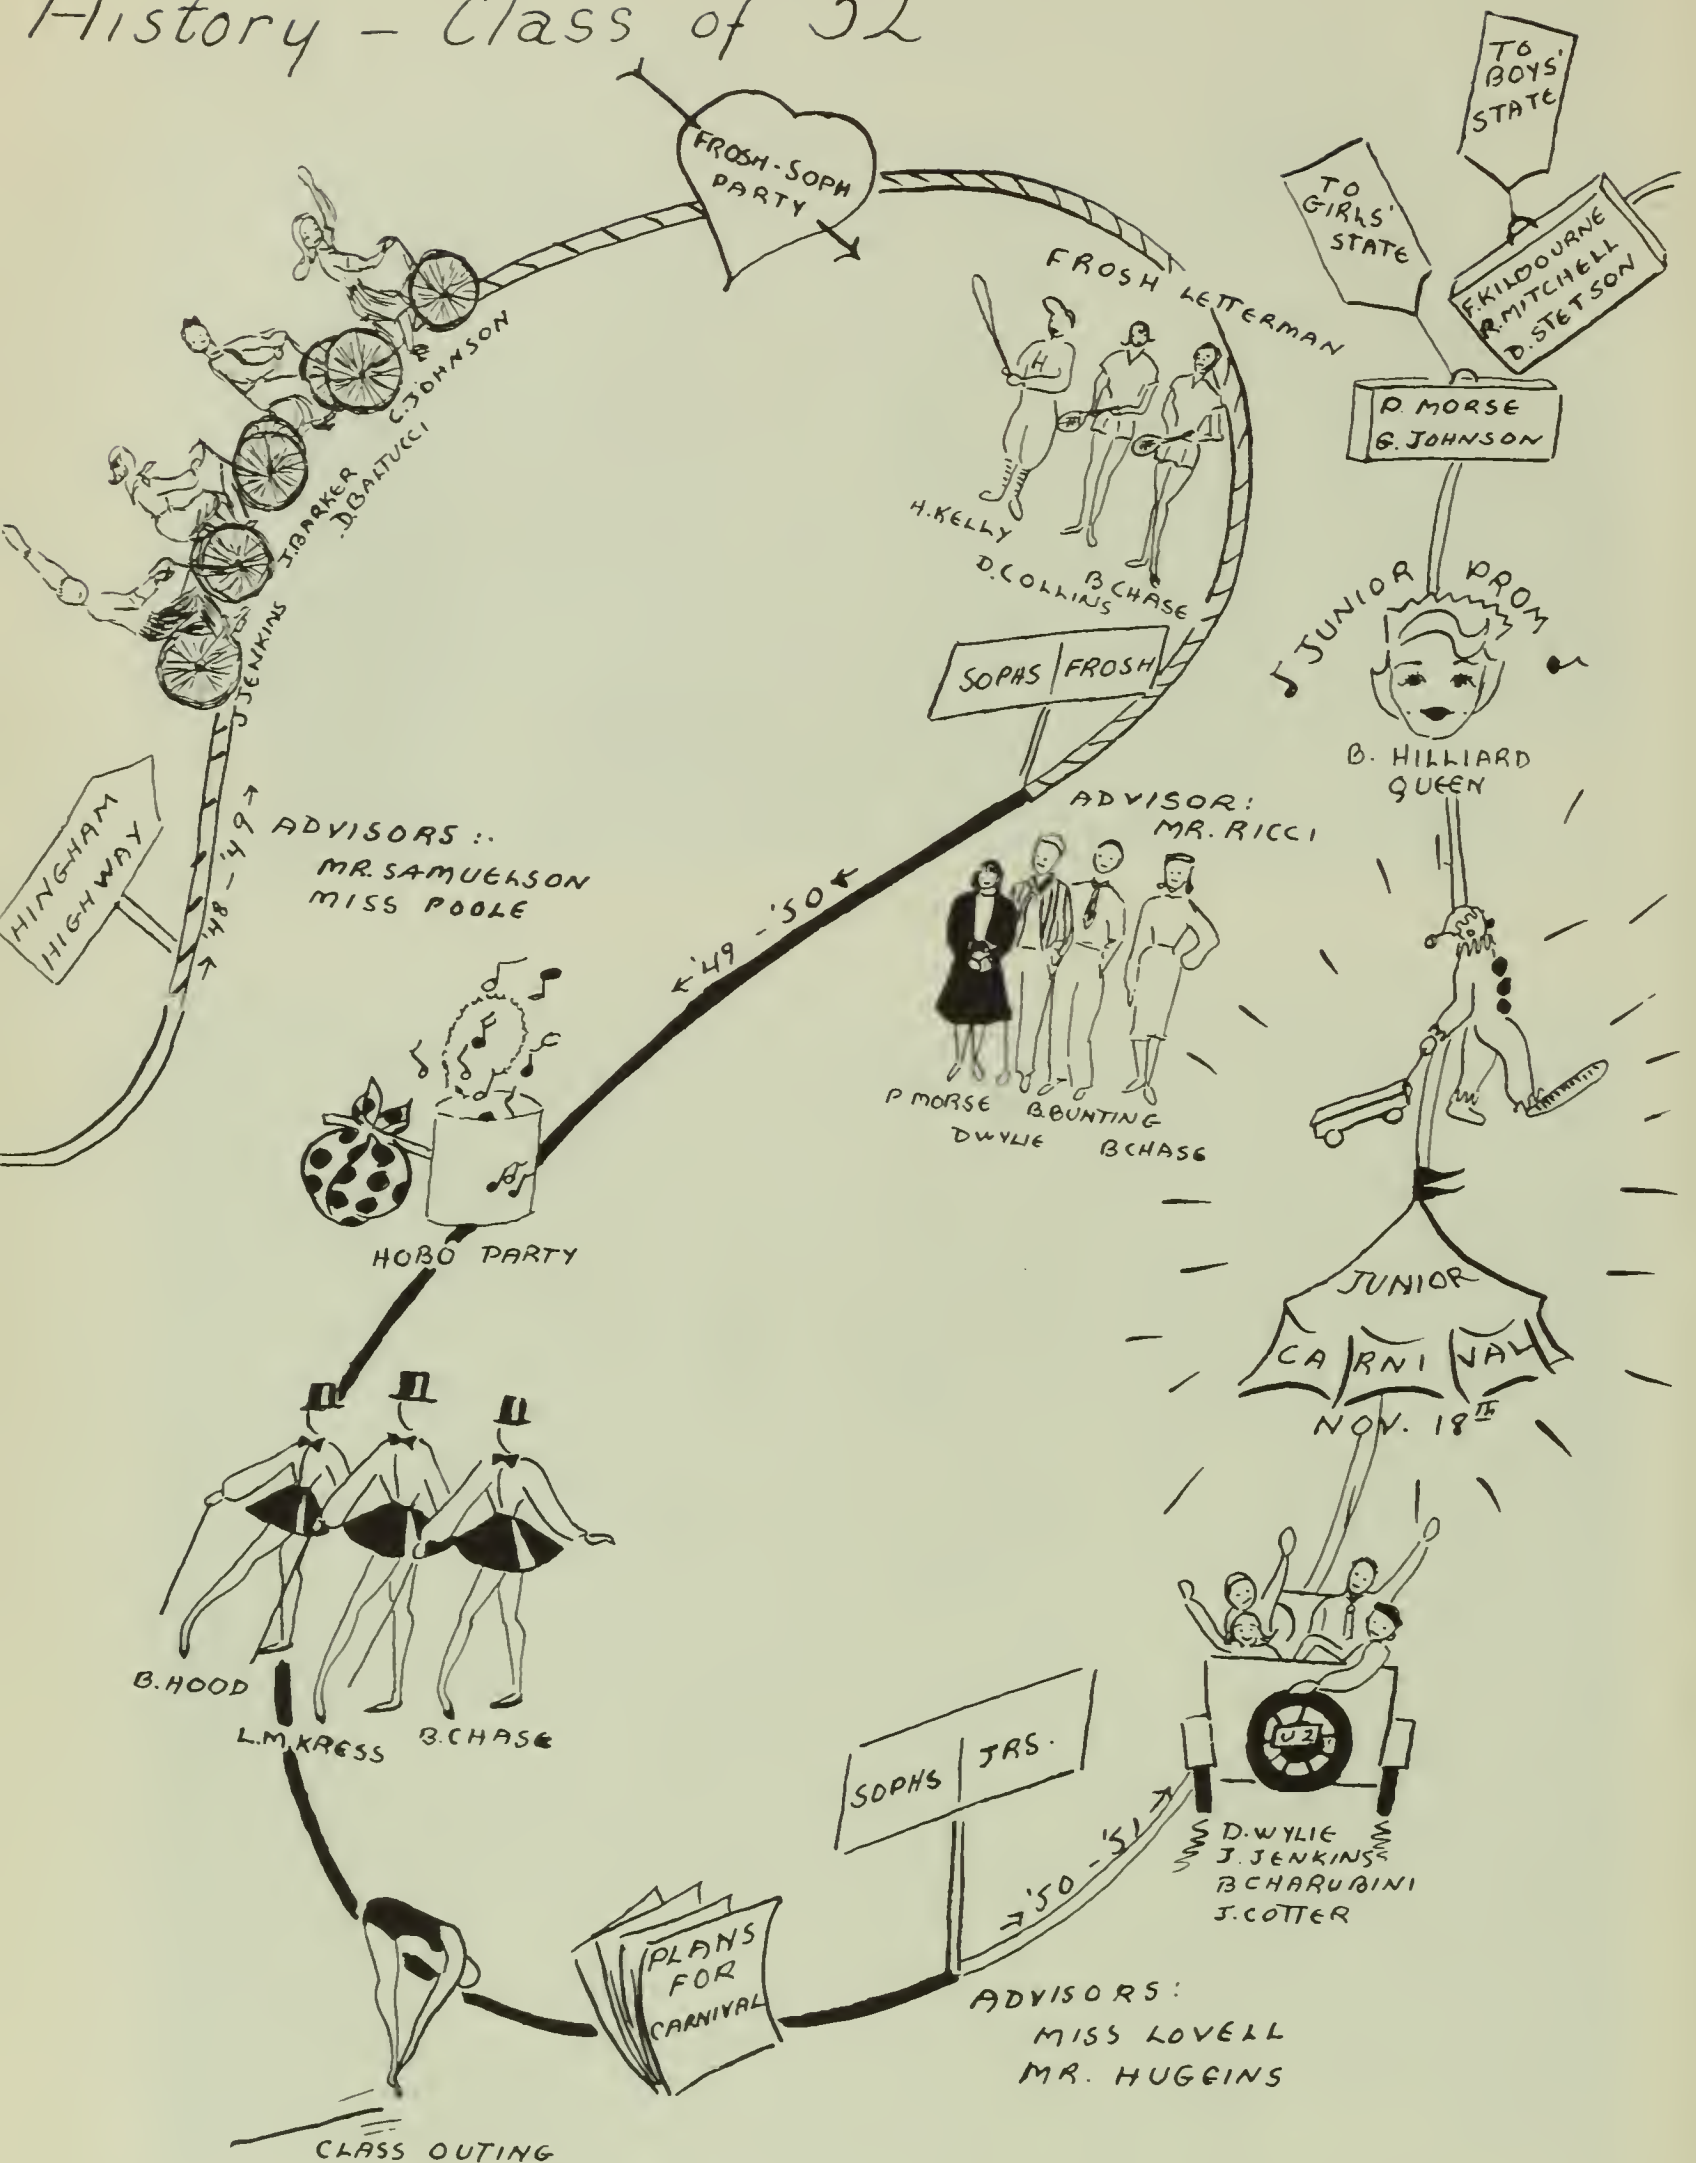 History - Class of 52
HINGHAM
HIGHWAY
'48 - '49
ADVISORS:
MR. SAMUELSON
MISS POOLE
J. JENKINS
J. BARKER
D. BALTUCCI
C. JOHNSON
FROSH-SOPH
PARTY
FROSH LETTERMAN
H
H. KELLY
D. COLLINS
B CHASE
SOPHS FROSH
ADVISOR:
MR. RICCI
'49 - '50
P MORSE B. BUNTING
D WYLIE B CHASE
HOBO PARTY
B. HOOD
L.M. KRESS B. CHASE
CLASS OUTING
PLANS
FOR
CARNIVAL
SOPHS JRS.
ADVISORS:
MISS LOVELL
MR. HUGGINS
'50 - '51
U2
D. WYLIE
J. JENKINS
B CHARUBINI
J. COTTER
JUNIOR
CARNIVAL
NOV. 18TH
JUNIOR PROM
B. HILLIARD
QUEEN
P. MORSE
G. JOHNSON
TO
GIRLS'
STATE
F. KILBOURNE
R. MITCHELL
D. STETSON
TO
BOYS'
STATE